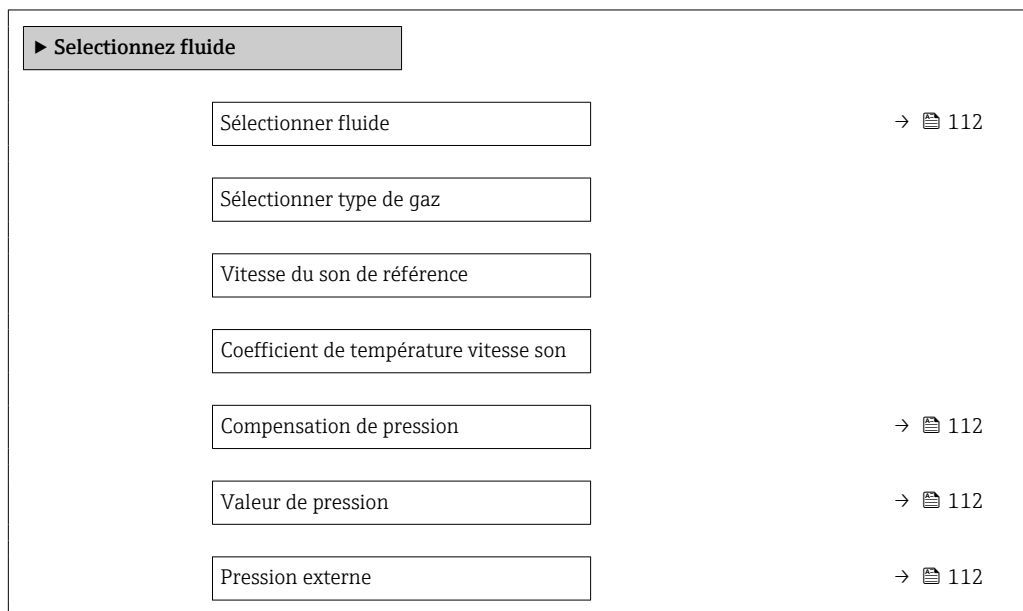 ▶ Selectionnez fluide
Sélectionner fluide → 112
Sélectionner type de gaz
Vitesse du son de référence
Coefficient de température vitesse son
Compensation de pression → 112
Valeur de pression → 112
Pression externe → 112